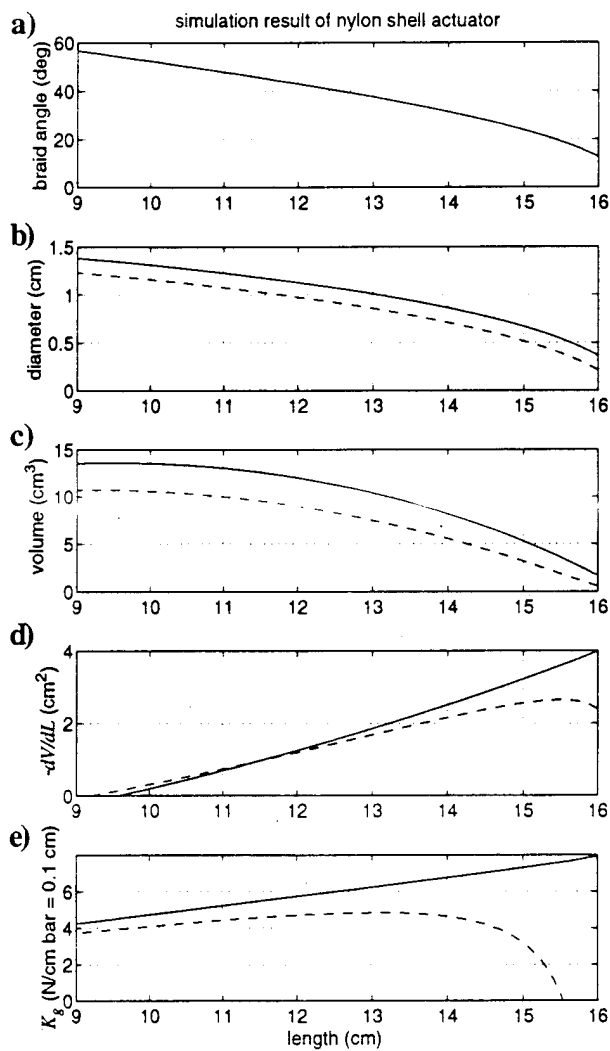 simulation result of nylon shell actuator
a)
braid angle (deg)
60
40
20
0
9 10 11 12 13 14 15 16
b)
diameter (cm)
1.5
1
0.5
0
9 10 11 12 13 14 15 16
c)
volume (cm³)
15
10
5
0
9 10 11 12 13 14 15 16
d)
-dV/dL (cm²)
4
2
0
9 10 11 12 13 14 15 16
e)
Kg (N/cm bar = 0.1 cm)
6
4
2
0
9 10 11 12 13 14 15 16
length (cm)